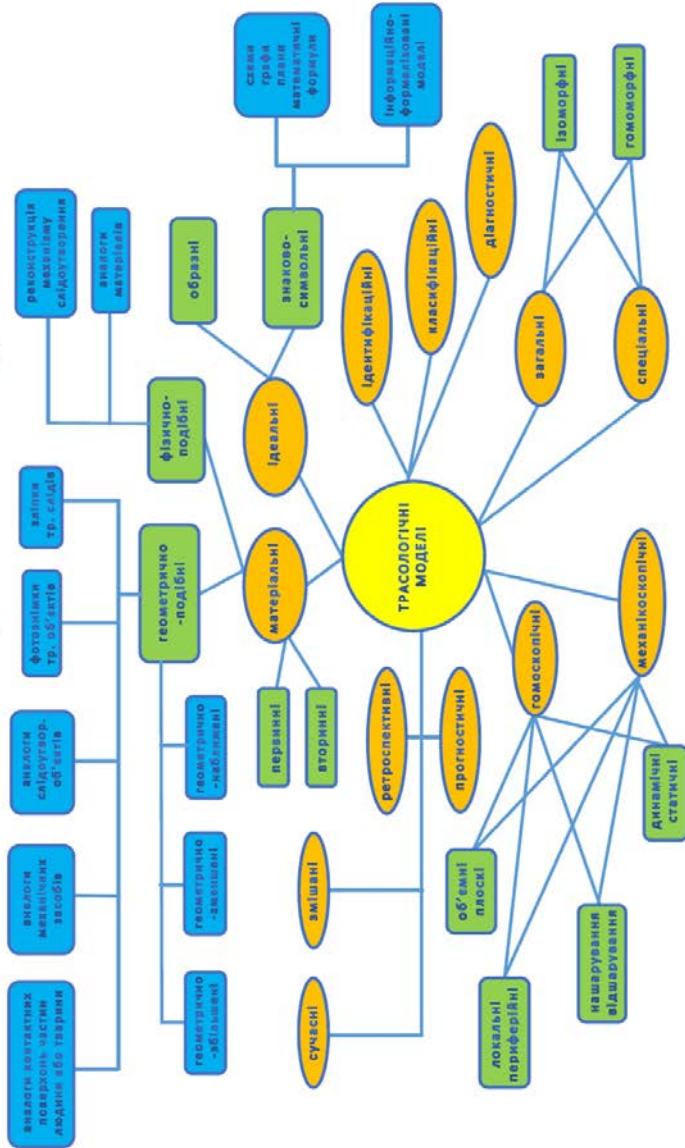 аналоги контактних
поверхонь частин
людини або тварини
аналоги
механічних
засобів
аналоги
слідоутвор.
об'єктів
фотознімки
тр. об'єктів
зліпки
тр. слідів
реконструкція
механізму
слідоутворення
аналоги
матеріалів
геометрично
-збільшені
геометрично
-зменшені
геометрично
-наближені
геометрично
-подібні
фізично-
подібні
образні
знаково-
символьні
схеми
графа
плани
математичні
формули
інформаційно-
формалізовані
моделі
первинні
вторинні
матеріальні
ідеальні
сучасні
змішані
ретроспективні
прогностичні
ТРАСОЛОГІЧНІ
МОДЕЛІ
ідентифікаційні
класифікаційні
діагностичні
локальні
периферійні
об'ємні
плоскі
гомоскопічні
загальні
ізоморфні
нашарування
відшарування
динамічні
статичні
механікоскопічні
спеціальні
гомоморфні